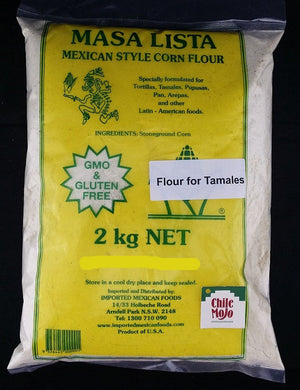 MASA LISTA
MEXICAN STYLE CORN FLOUR
Specially formulated for
Tortillas, Tamales, Pupusas,
Pan, Arepas,
and other
Latin - American foods.
INGREDIENTS: Stoneground Corn
GMO
&
GLUTEN
FREE
Flour for Tamales
2 kg NET
Store in a cool dry place and keep sealed.
Imported and Distributed by:
IMPORTED MEXICAN FOODS
14/33 Holbeche Road
Arndell Park N.S.W. 2148
Tel: 1300 710 090
www.importedmexicanfoods.com
Product of U.S.A.
Chile
MOJO